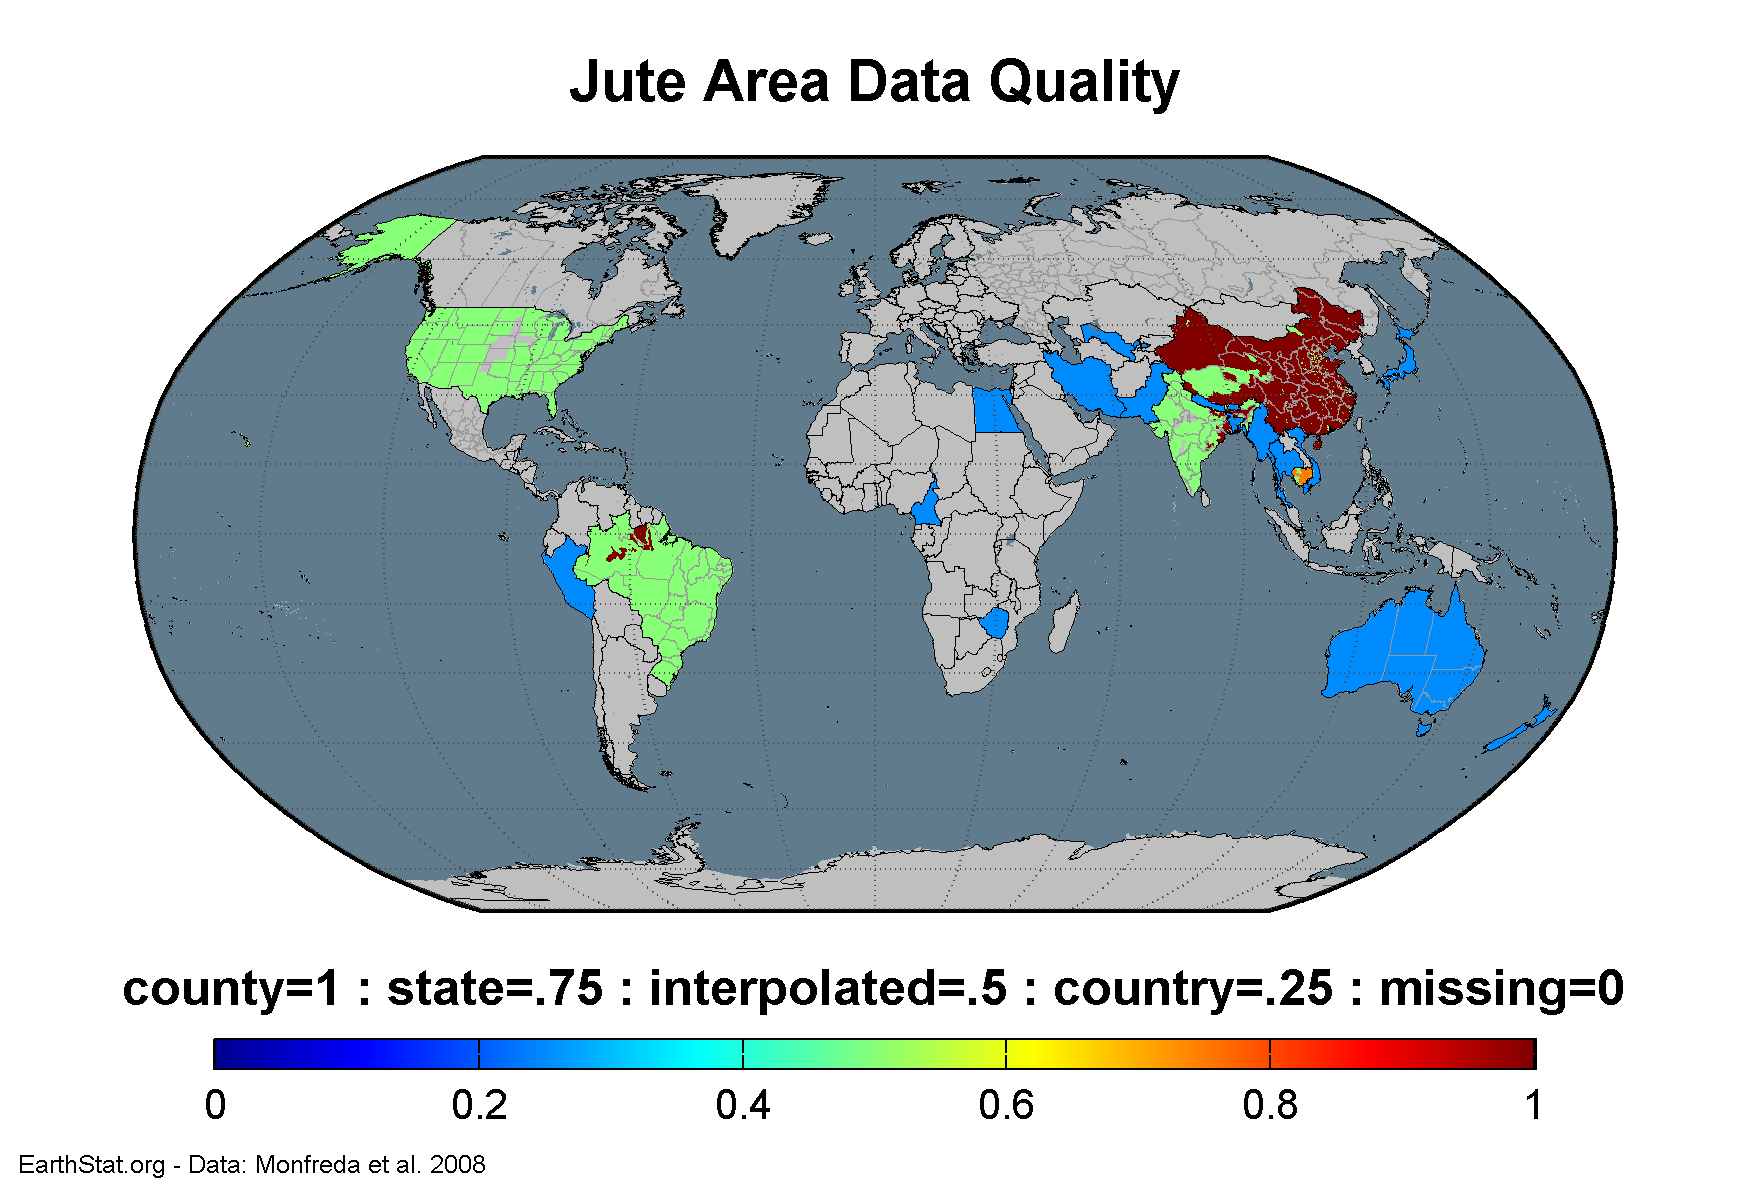 Jute Area Data Quality
county=1 : state=.75 : interpolated=.5 : country=.25 : missing=0
0 0.2 0.4 0.6 0.8 1
EarthStat.org - Data: Monfreda et al. 2008